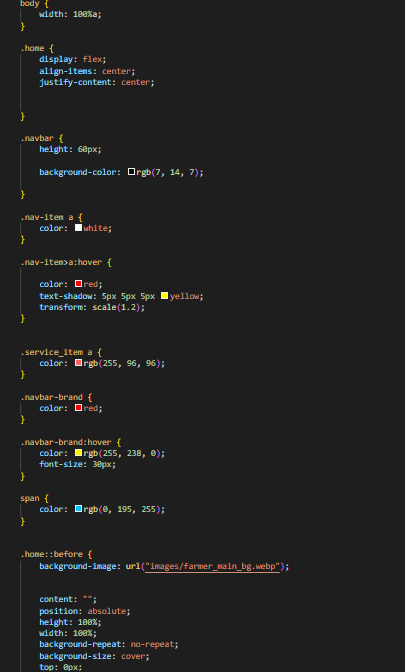 body {
width: 100%a;
}
.home {
display: flex;
align-items: center;
justify-content: center;
}
.navbar {
height: 60px;
background-color: rgb(7, 14, 7);
}
.nav-item a {
color: white;
}
.nav-item>a:hover {
color: red;
text-shadow: 5px 5px 5px yellow;
transform: scale(1.2);
}
.service_item a {
color: rgb(255, 96, 96);
}
.navbar-brand {
color: red;
}
.navbar-brand:hover {
color: rgb(255, 238, 0);
font-size: 30px;
}
span {
color: rgb(0, 195, 255);
}
.home::before {
background-image: url("images/farmer_main_bg.webp");
content: "";
position: absolute;
height: 100%;
width: 100%;
background-repeat: no-repeat;
background-size: cover;
top: 0px;